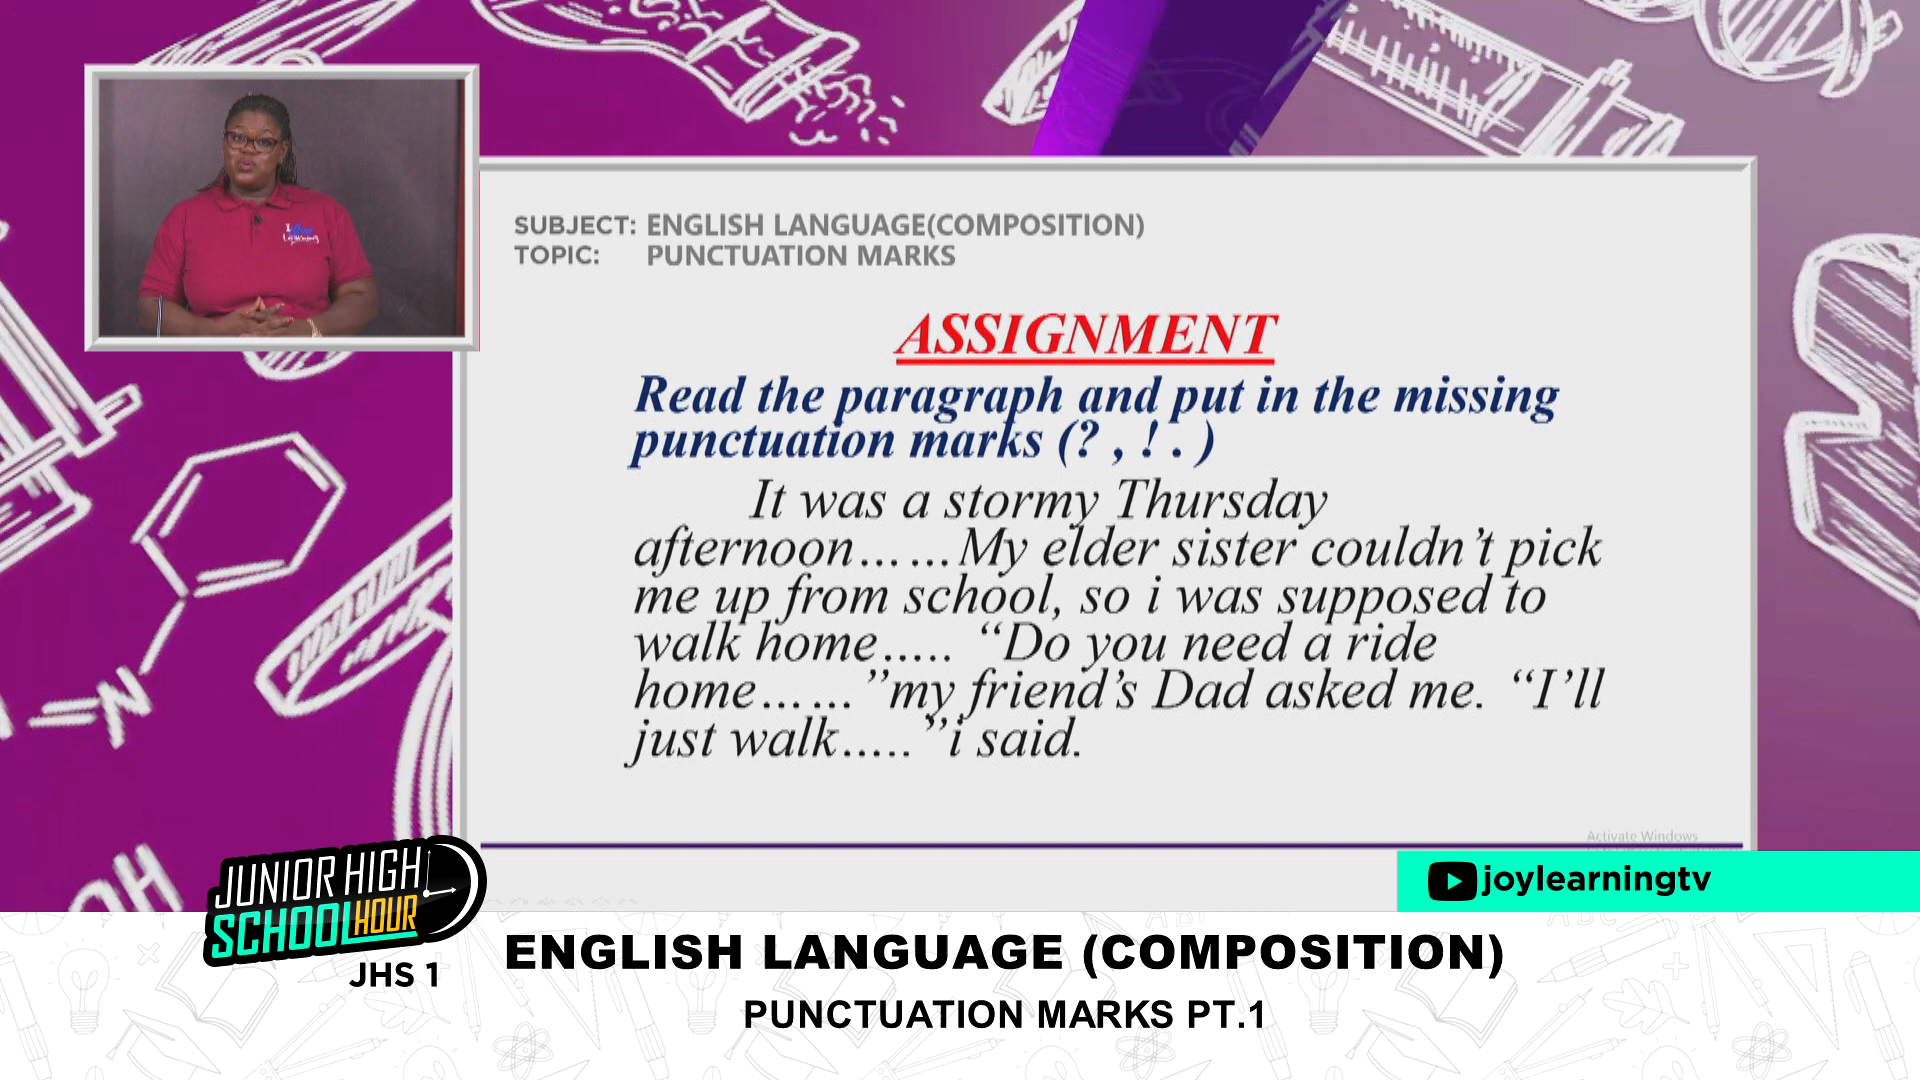 SUBJECT: ENGLISH LANGUAGE(COMPOSITION)
TOPIC: PUNCTUATION MARKS
ASSIGNMENT
Read the paragraph and put in the missing
punctuation marks (? , ! . )
It was a stormy Thursday
afternoon……My elder sister couldn’t pick
me up from school, so i was supposed to
walk home….. “Do you need a ride
home……”my friend’s Dad asked me. “I’ll
just walk…..”i said.
Activate Windows
joylearningtv
JUNIOR HIGH
SCHOOL HOUR
JHS 1
ENGLISH LANGUAGE (COMPOSITION)
PUNCTUATION MARKS PT.1